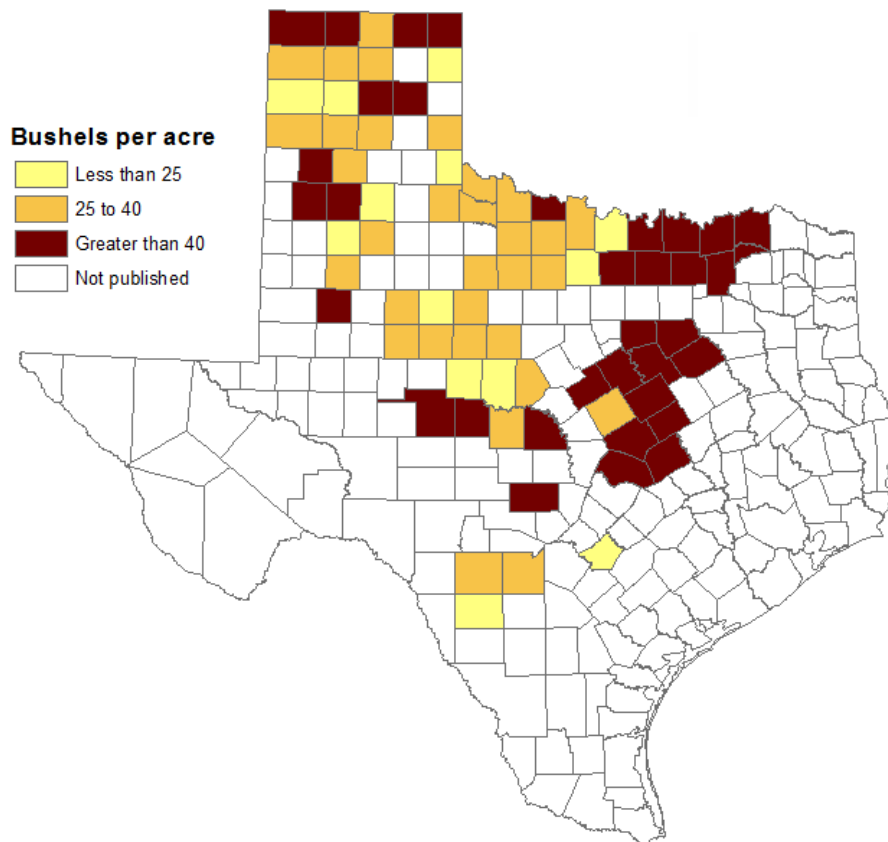 Bushels per acre
Less than 25
25 to 40
Greater than 40
Not published